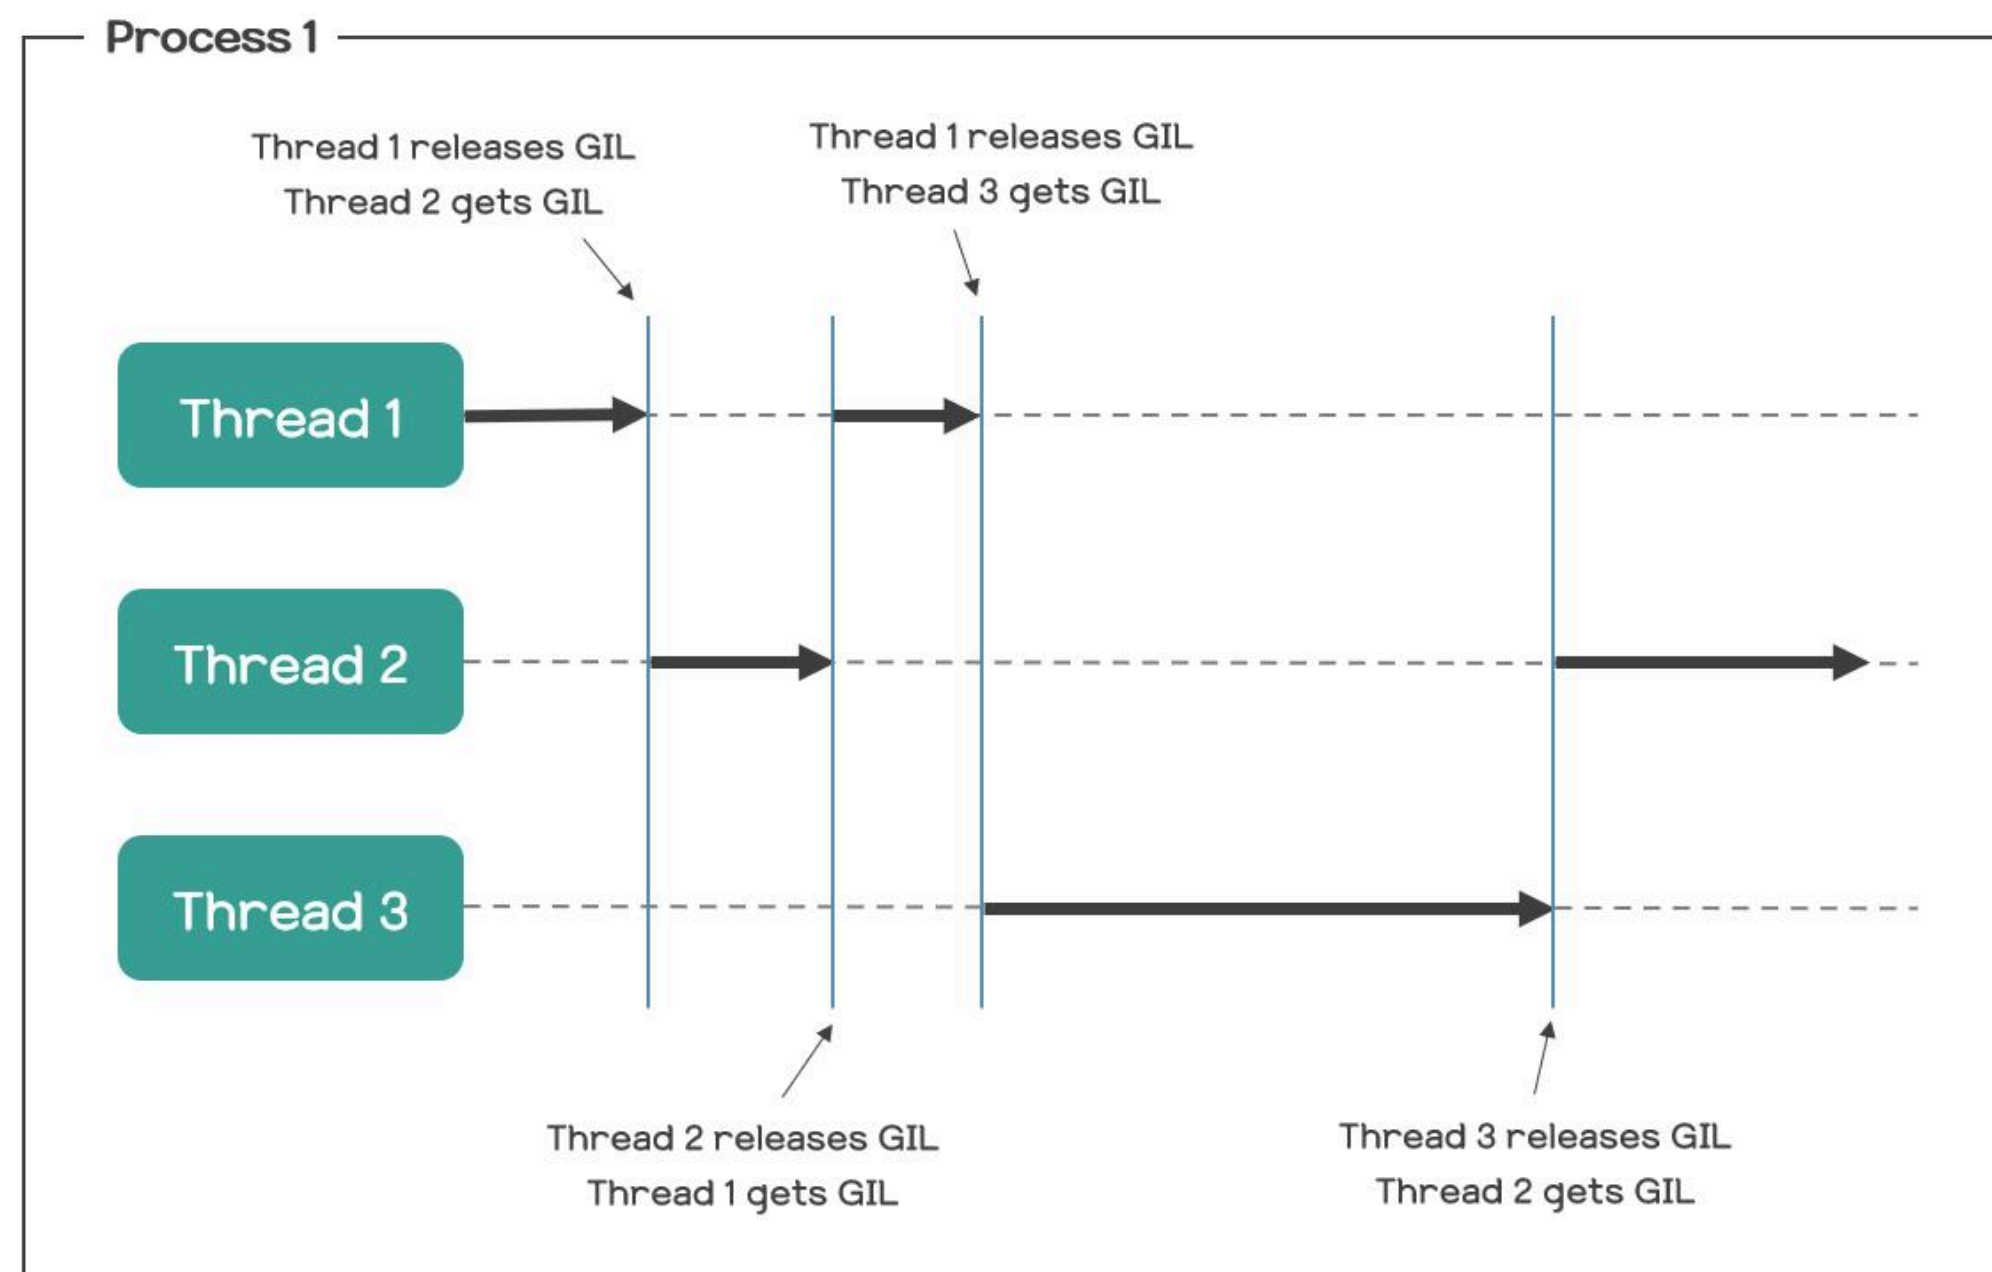 Process 1
Thread 1 releases GIL
Thread 2 gets GIL
Thread 1 releases GIL
Thread 3 gets GIL
Thread 1
Thread 2
Thread 3
Thread 2 releases GIL
Thread 1 gets GIL
Thread 3 releases GIL
Thread 2 gets GIL